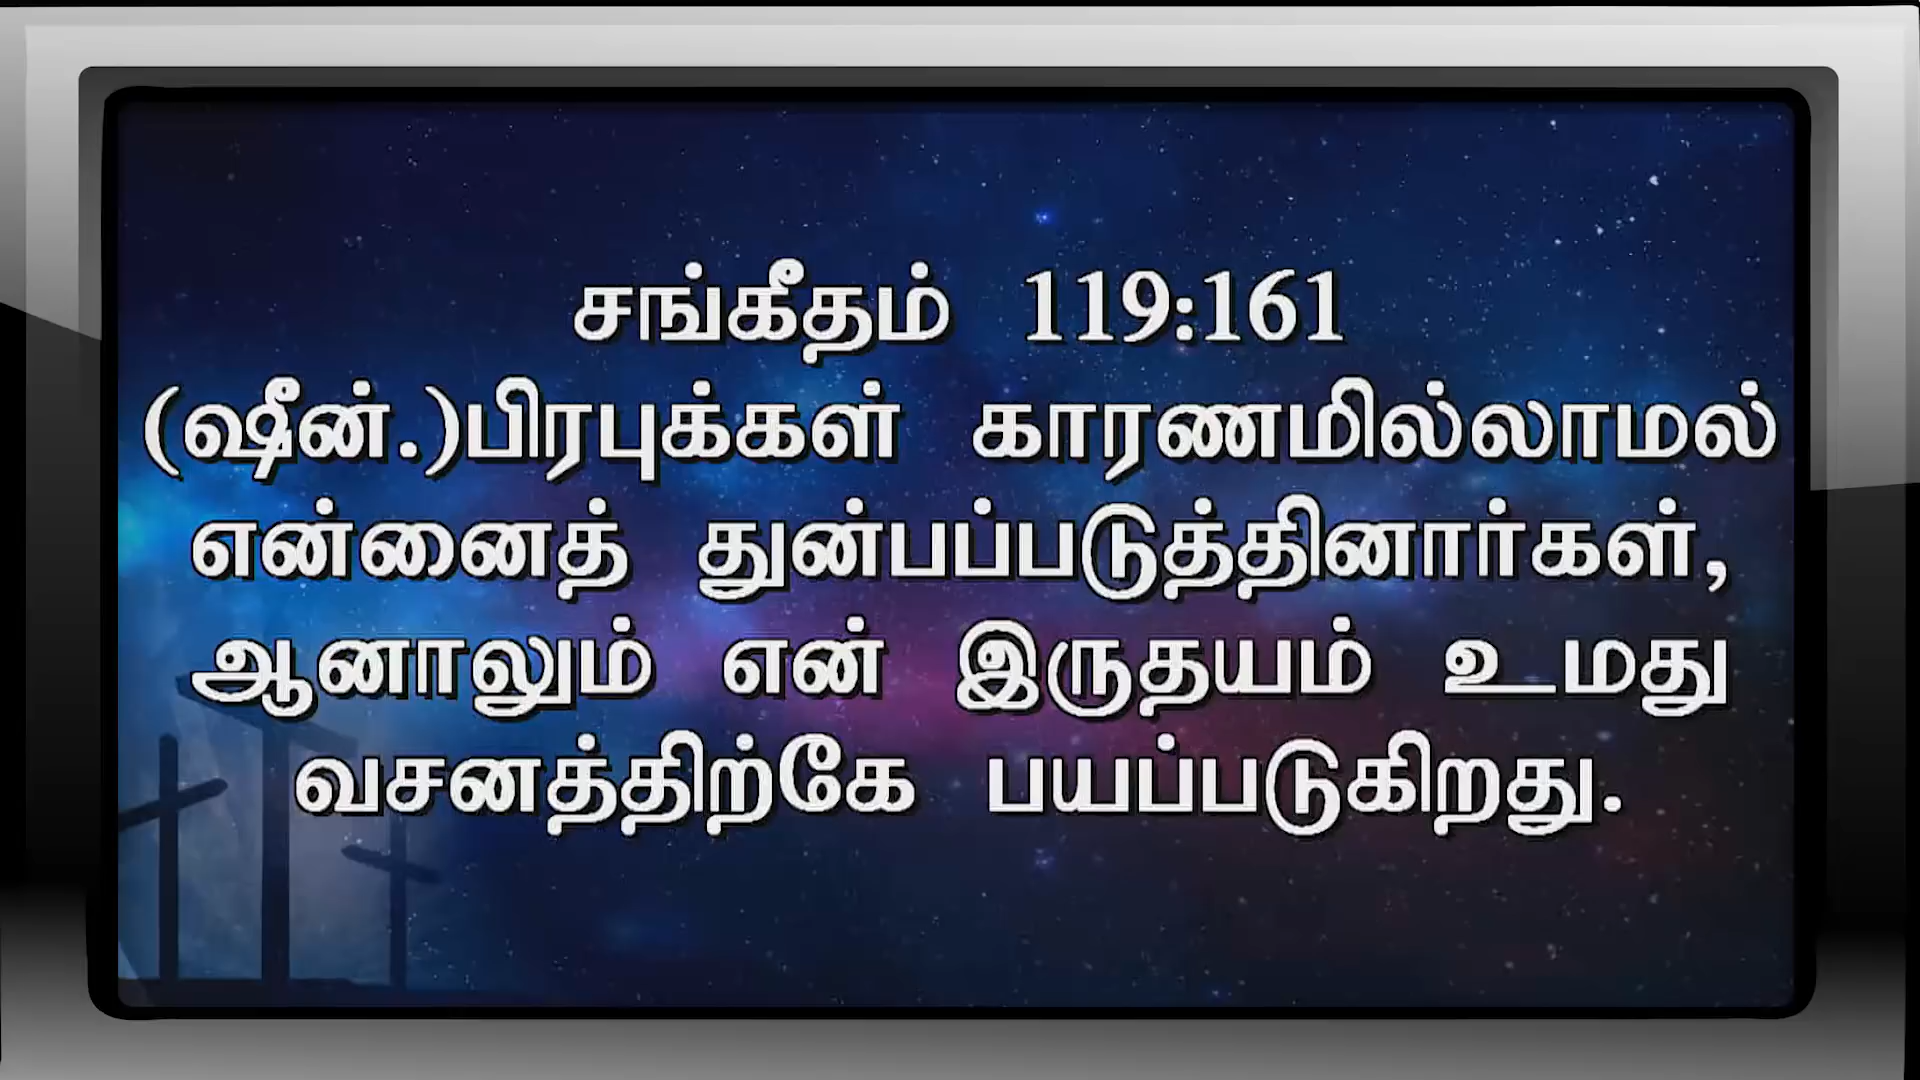 சங்கீதம் 119:161
(ஷீன்.)பிரபுக்கள் காரணமில்லாமல்
என்னைத் துன்பப்படுத்தினார்கள்,
ஆனாலும் என் இருதயம் உமது
வசனத்திற்கே பயப்படுகிறது.